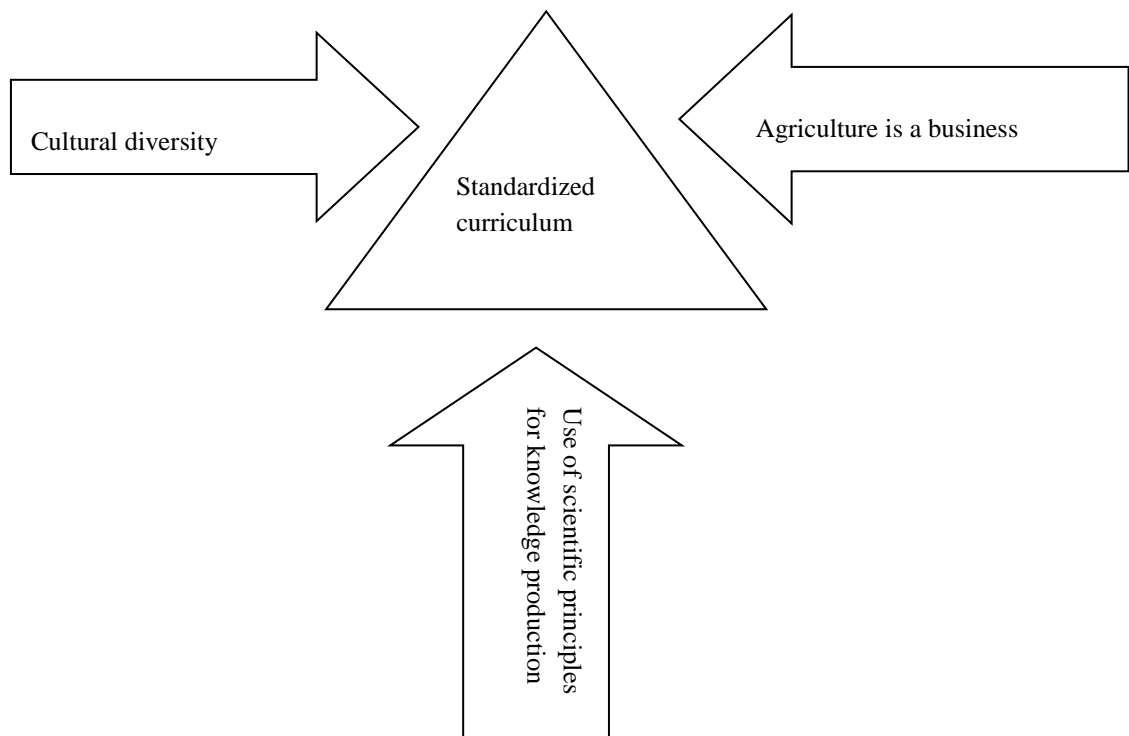 Cultural diversity
Agriculture is a business
Standardized
curriculum
Use of scientific principles
for knowledge production